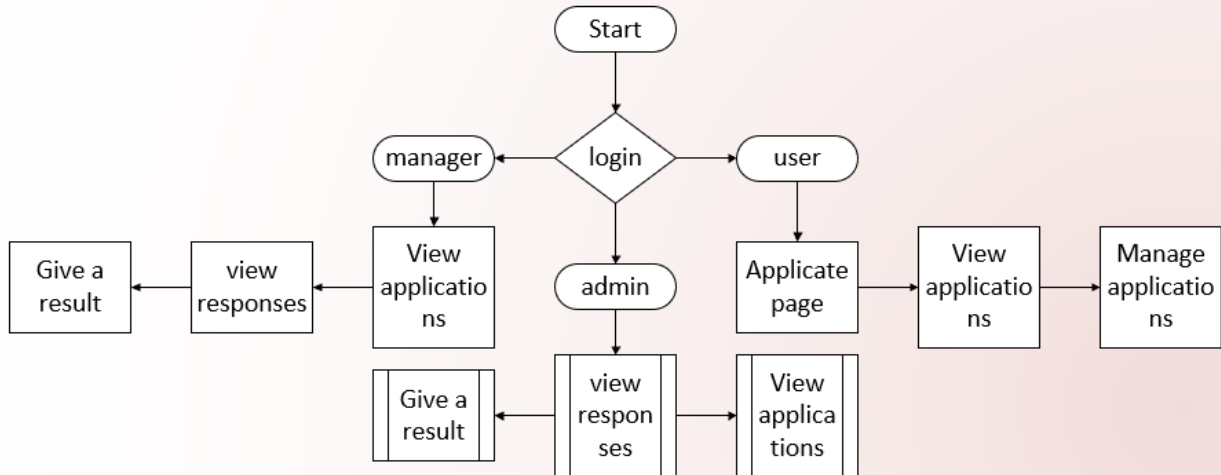 Start
manager
login
user
Give a
result
view
responses
View
applicatio
ns
admin
Applicate
page
View
applicatio
ns
Manage
applicatio
ns
Give a
result
view
respon
ses
View
applica
tions